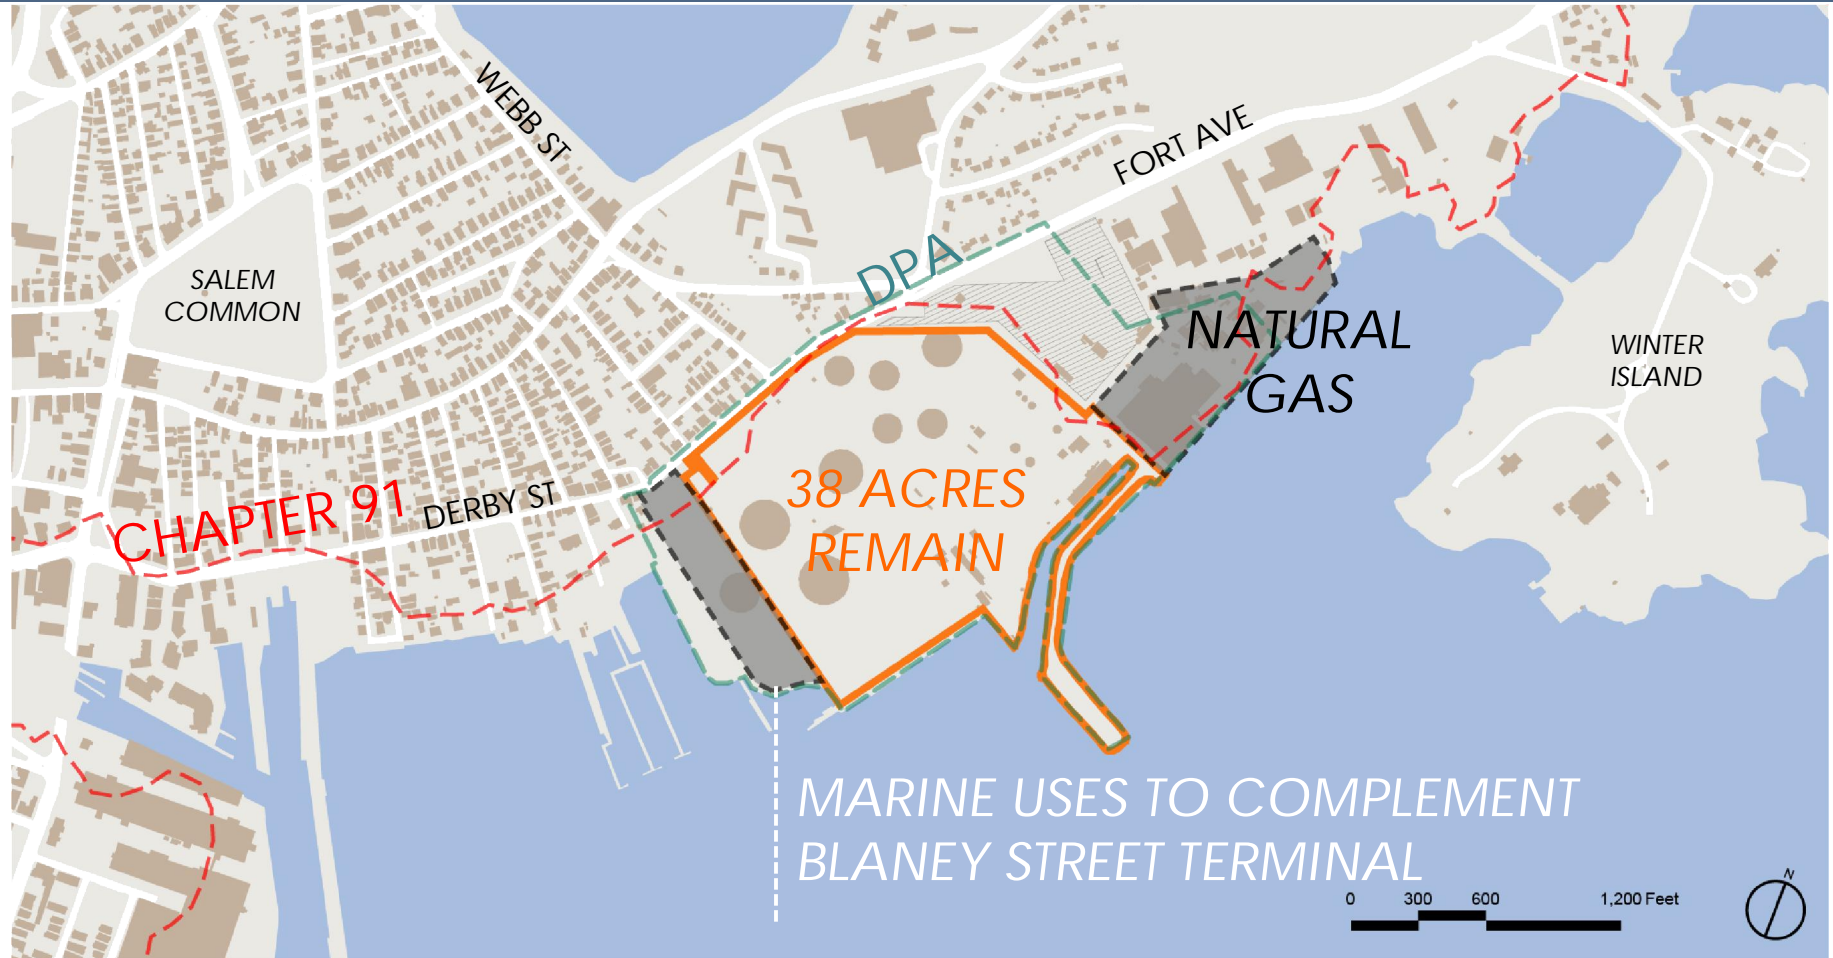 WEBB ST
FORT AVE
DPA
SALEM
COMMON
NATURAL
GAS
WINTER
ISLAND
38 ACRES
REMAIN
CHAPTER 91
DERBY ST
MARINE USES TO COMPLEMENT
BLANEY STREET TERMINAL
0 300 600 1,200 Feet
N